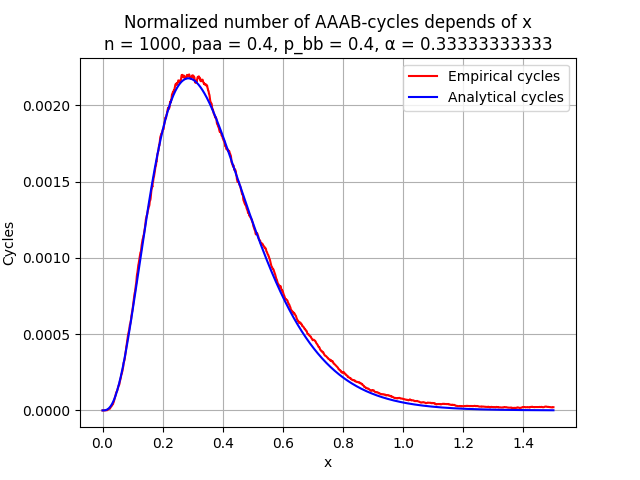 Normalized number of AAAB-cycles depends of x
n = 1000, paa = 0.4, p_bb = 0.4, α = 0.33333333333
Empirical cycles
Analytical cycles
Cycles
0.0020
0.0015
0.0010
0.0005
0.0000
0.0 0.2 0.4 0.6 0.8 1.0 1.2 1.4
x